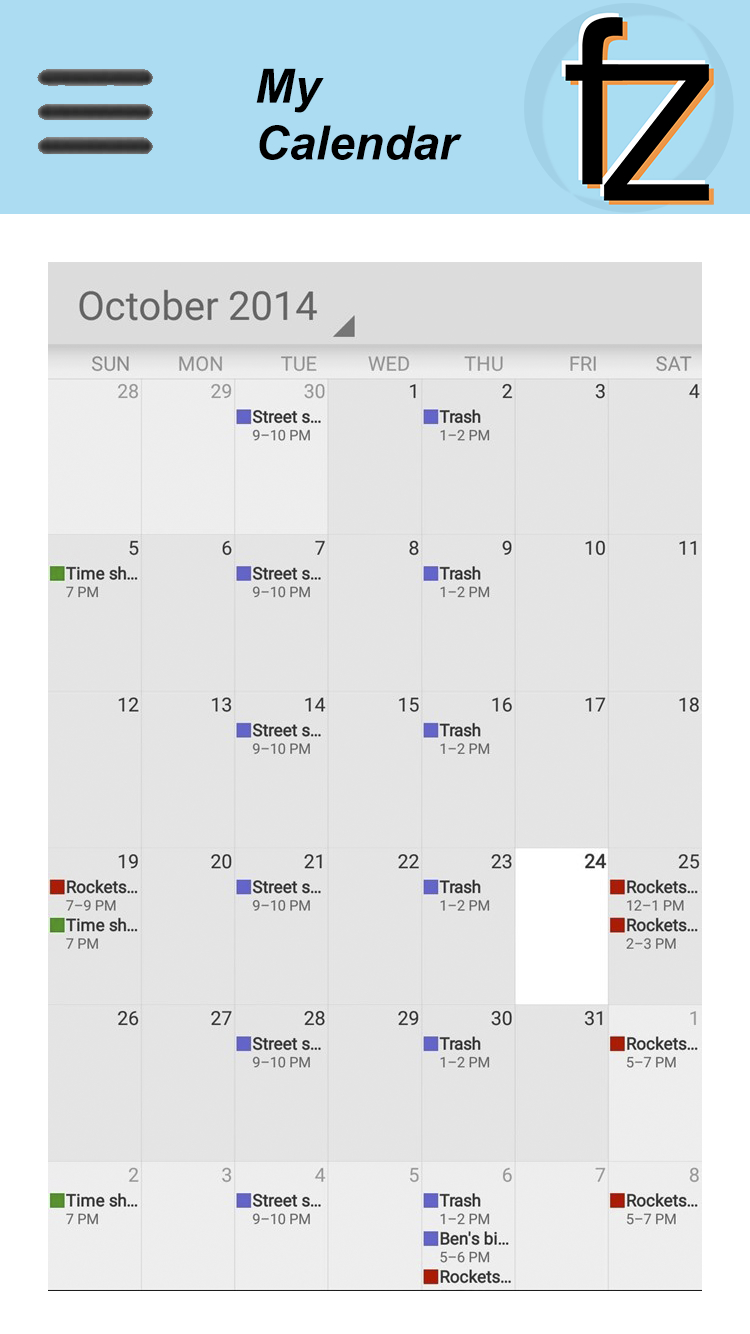 My
Calendar
fz
October 2014
SUN MON TUE WED THU FRI SAT
28 29 30 1 2 3 4
Street s... Trash
9–10 PM 1–2 PM
5 6 7 8 9 10 11
Time sh... Street s... Trash
7 PM 9–10 PM 1–2 PM
12 13 14 15 16 17 18
Street s... Trash
9–10 PM 1–2 PM
19 20 21 22 23 24 25
Rockets... Street s... Trash Rockets...
7–9 PM 9–10 PM 1–2 PM 12–1 PM
Time sh... Rockets...
7 PM 2–3 PM
26 27 28 29 30 31 1
Street s... Trash Rockets...
9–10 PM 1–2 PM 5–7 PM
2 3 4 5 6 7 8
Time sh... Street s... Trash Rockets...
7 PM 9–10 PM 1–2 PM 5–7 PM
Ben's bi...
5–6 PM
Rockets...